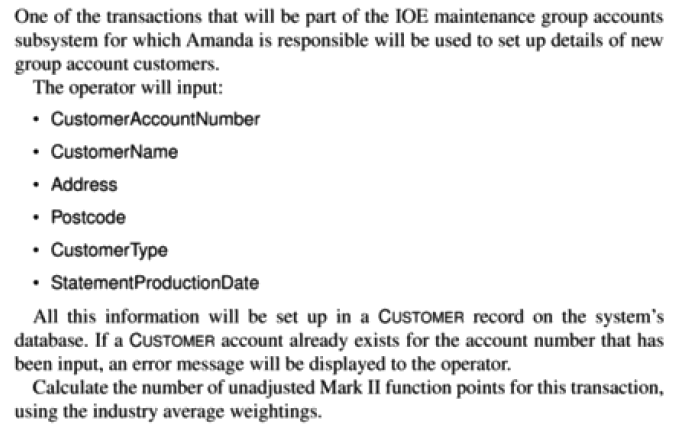 One of the transactions that will be part of the IOE maintenance group accounts
subsystem for which Amanda is responsible will be used to set up details of new
group account customers.
The operator will input:
• CustomerAccountNumber
• CustomerName
• Address
• Postcode
• CustomerType
• StatementProductionDate
All this information will be set up in a CUSTOMER record on the system's
database. If a CUSTOMER account already exists for the account number that has
been input, an error message will be displayed to the operator.
Calculate the number of unadjusted Mark II function points for this transaction,
using the industry average weightings.